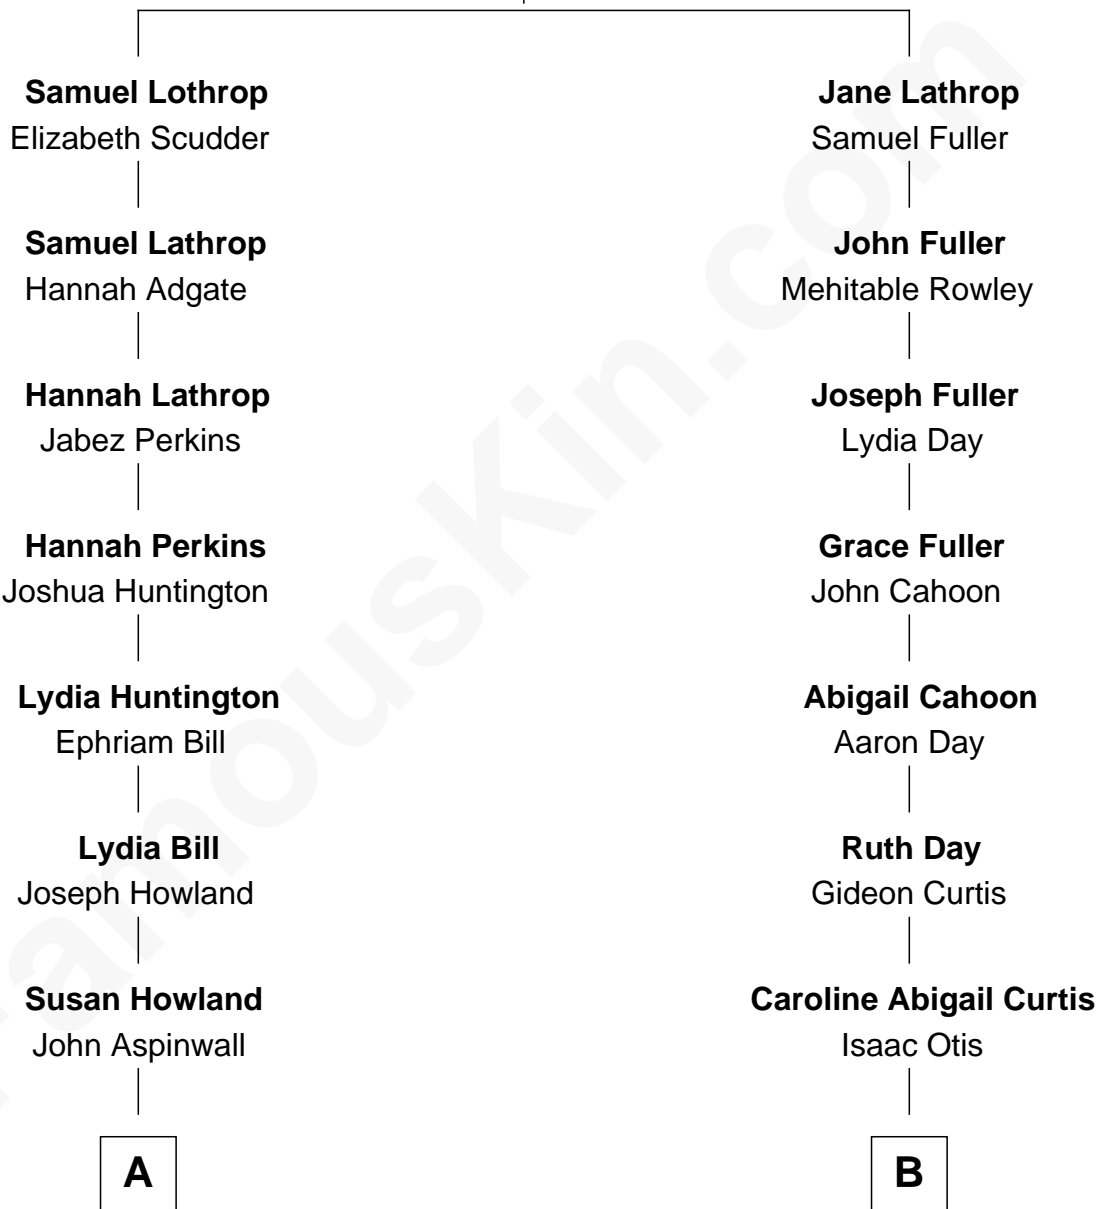 Samuel Lothrop
Elizabeth Scudder
Samuel Lathrop
Hannah Adgate
Hannah Lathrop
Jabez Perkins
Hannah Perkins
Joshua Huntington
Lydia Huntington
Ephriam Bill
Lydia Bill
Joseph Howland
Susan Howland
John Aspinwall
A
Jane Lathrop
Samuel Fuller
John Fuller
Mehitable Rowley
Joseph Fuller
Lydia Day
Grace Fuller
John Cahoon
Abigail Cahoon
Aaron Day
Ruth Day
Gideon Curtis
Caroline Abigail Curtis
Isaac Otis
B
FamousKin.com